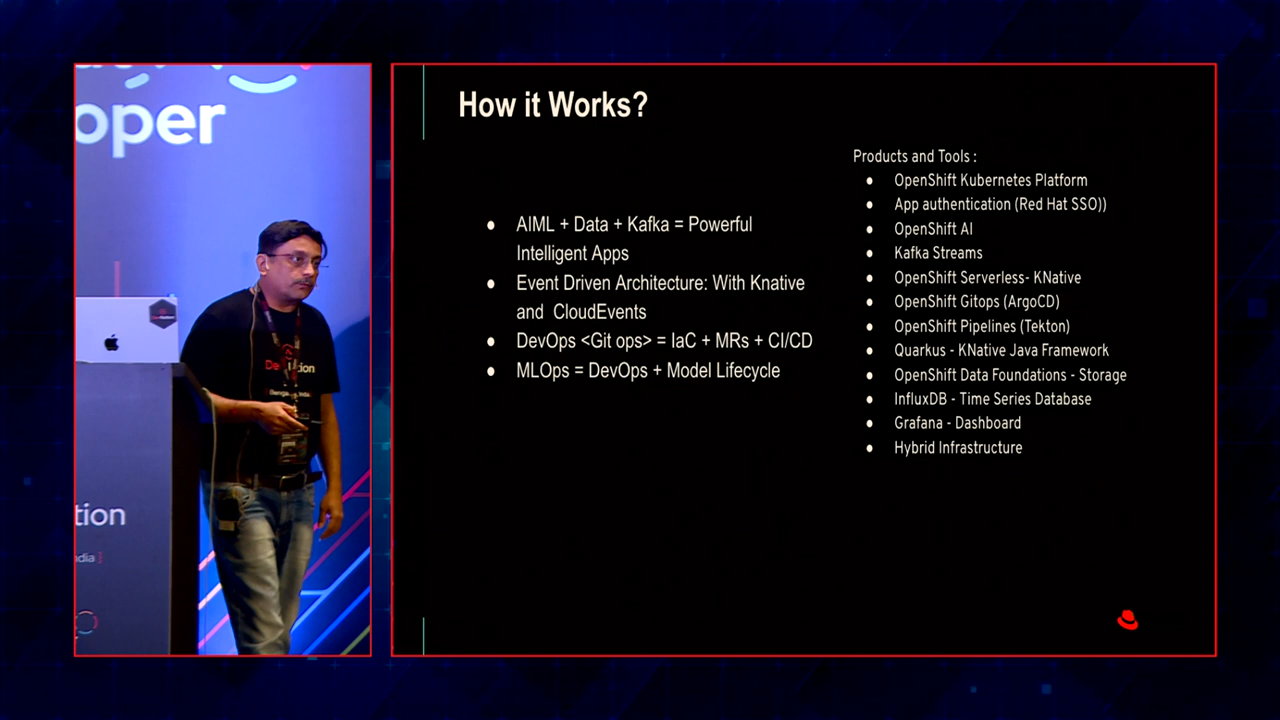 oper
tion
How it Works?
AIML + Data + Kafka = Powerful
Intelligent Apps
Event Driven Architecture: With Knative
and CloudEvents
DevOps <Git ops> = IaC + MRs + CI/CD
MLOps = DevOps + Model Lifecycle
Products and Tools :
OpenShift Kubernetes Platform
App authentication (Red Hat SSO))
OpenShift AI
Kafka Streams
OpenShift Serverless- KNative
OpenShift Gitops (ArgoCD)
OpenShift Pipelines (Tekton)
Quarkus - KNative Java Framework
OpenShift Data Foundations - Storage
InfluxDB - Time Series Database
Grafana - Dashboard
Hybrid Infrastructure